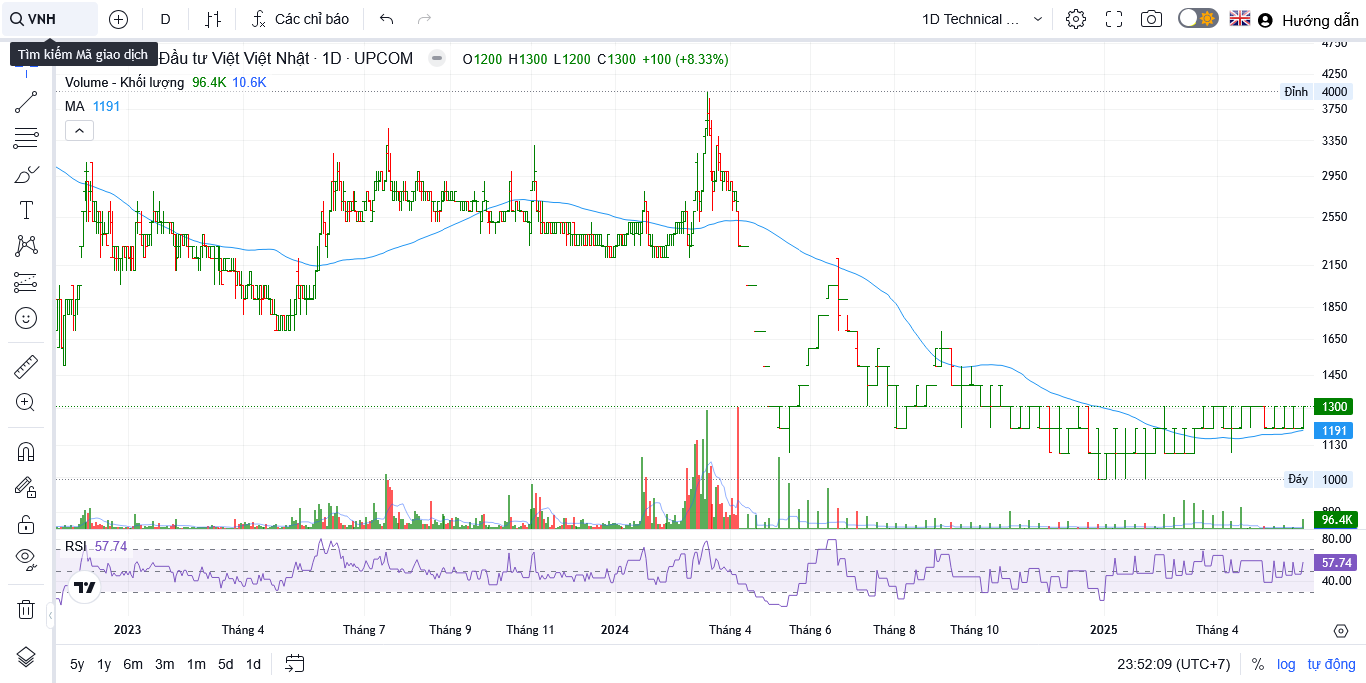 VNH
D
Các chỉ báo
1D Technical ...
Hướng dẫn
Tìm kiếm Mã giao dịch
Đầu tư Việt Việt Nhật · 1D · UPCOM
O1200 H1300 L1200 C1300 +100 (+8.33%)
Volume - Khối lượng 96.4K 10.6K
MA 1191
4750
4250
Đỉnh 4000
3750
3350
2950
2550
2150
1850
1650
1450
1300
1191
1130
Đáy 1000
880
96.4K
RSI 57.74
80.00
57.74
40.00
2023 Tháng 4 Tháng 7 Tháng 9 Tháng 11 2024 Tháng 4 Tháng 6 Tháng 8 Tháng 10 2025 Tháng 4
5y 1y 6m 3m 1m 5d 1d
23:52:09 (UTC+7) % log tự động